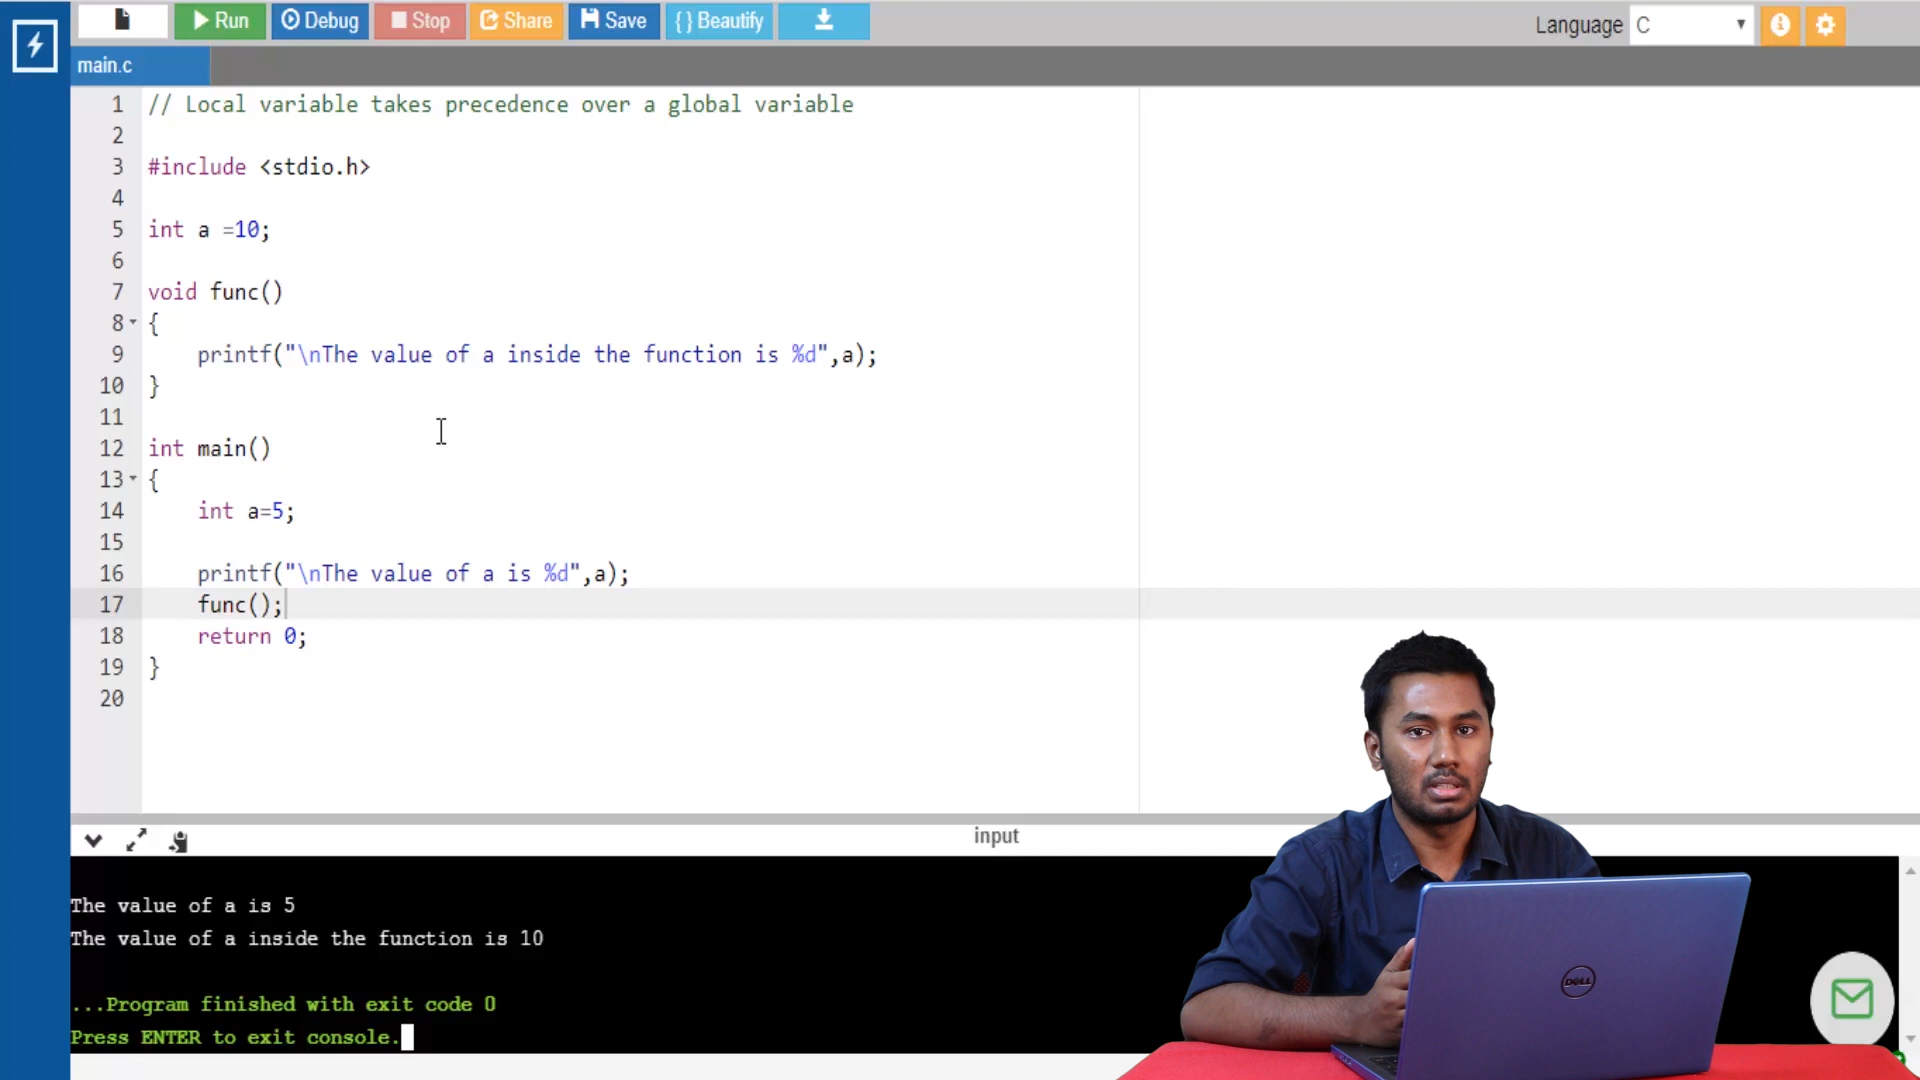 Run Debug Stop Share Save {} Beautify Language C
main.c
1 // Local variable takes precedence over a global variable
2
3 #include <stdio.h>
4
5 int a =10;
6
7 void func()
8 {
9 printf("\nThe value of a inside the function is %d",a);
10 }
11
12 int main()
13 {
14 int a=5;
15
16 printf("\nThe value of a is %d",a);
17 func();
18 return 0;
19 }
20
input
The value of a is 5
The value of a inside the function is 10
...Program finished with exit code 0
Press ENTER to exit console.
DELL